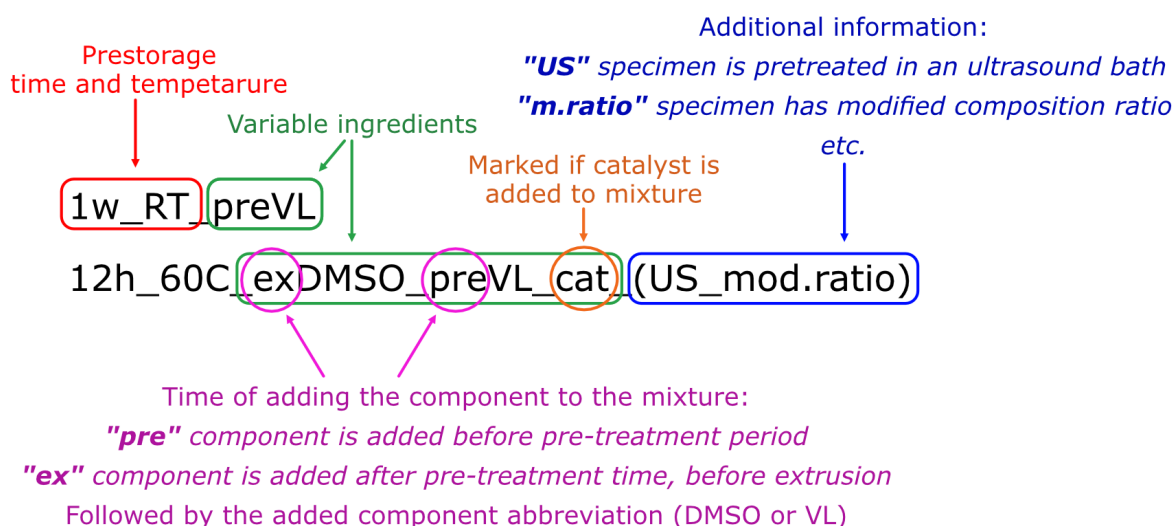 Additional information:
"US" specimen is pretreated in an ultrasound bath
"m.ratio" specimen has modified composition ratio
etc.
Prestorage
time and tempetarure
Variable ingredients
Marked if catalyst is
added to mixture
1w_RT_preVL
12h_60C_exDMSO_preVL_cat_(US_mod.ratio)
Time of adding the component to the mixture:
"pre" component is added before pre-treatment period
"ex" component is added after pre-treatment time, before extrusion
Followed by the added component abbreviation (DMSO or VL)